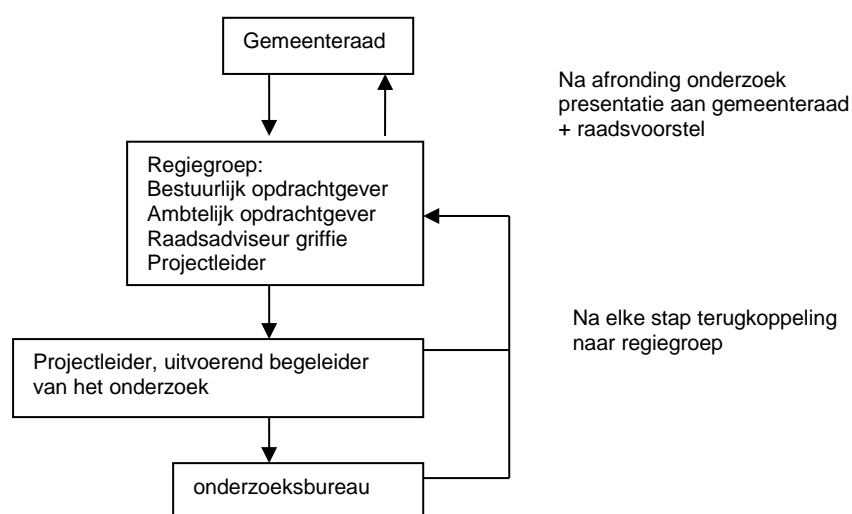 Gemeenteraad
Na afronding onderzoek
presentatie aan gemeenteraad
+ raadsvoorstel
Regiegroep:
Bestuurlijk opdrachtgever
Ambtelijk opdrachtgever
Raadsadviseur griffie
Projectleider
Na elke stap terugkoppeling
naar regiegroep
Projectleider, uitvoerend begeleider
van het onderzoek
onderzoeksbureau